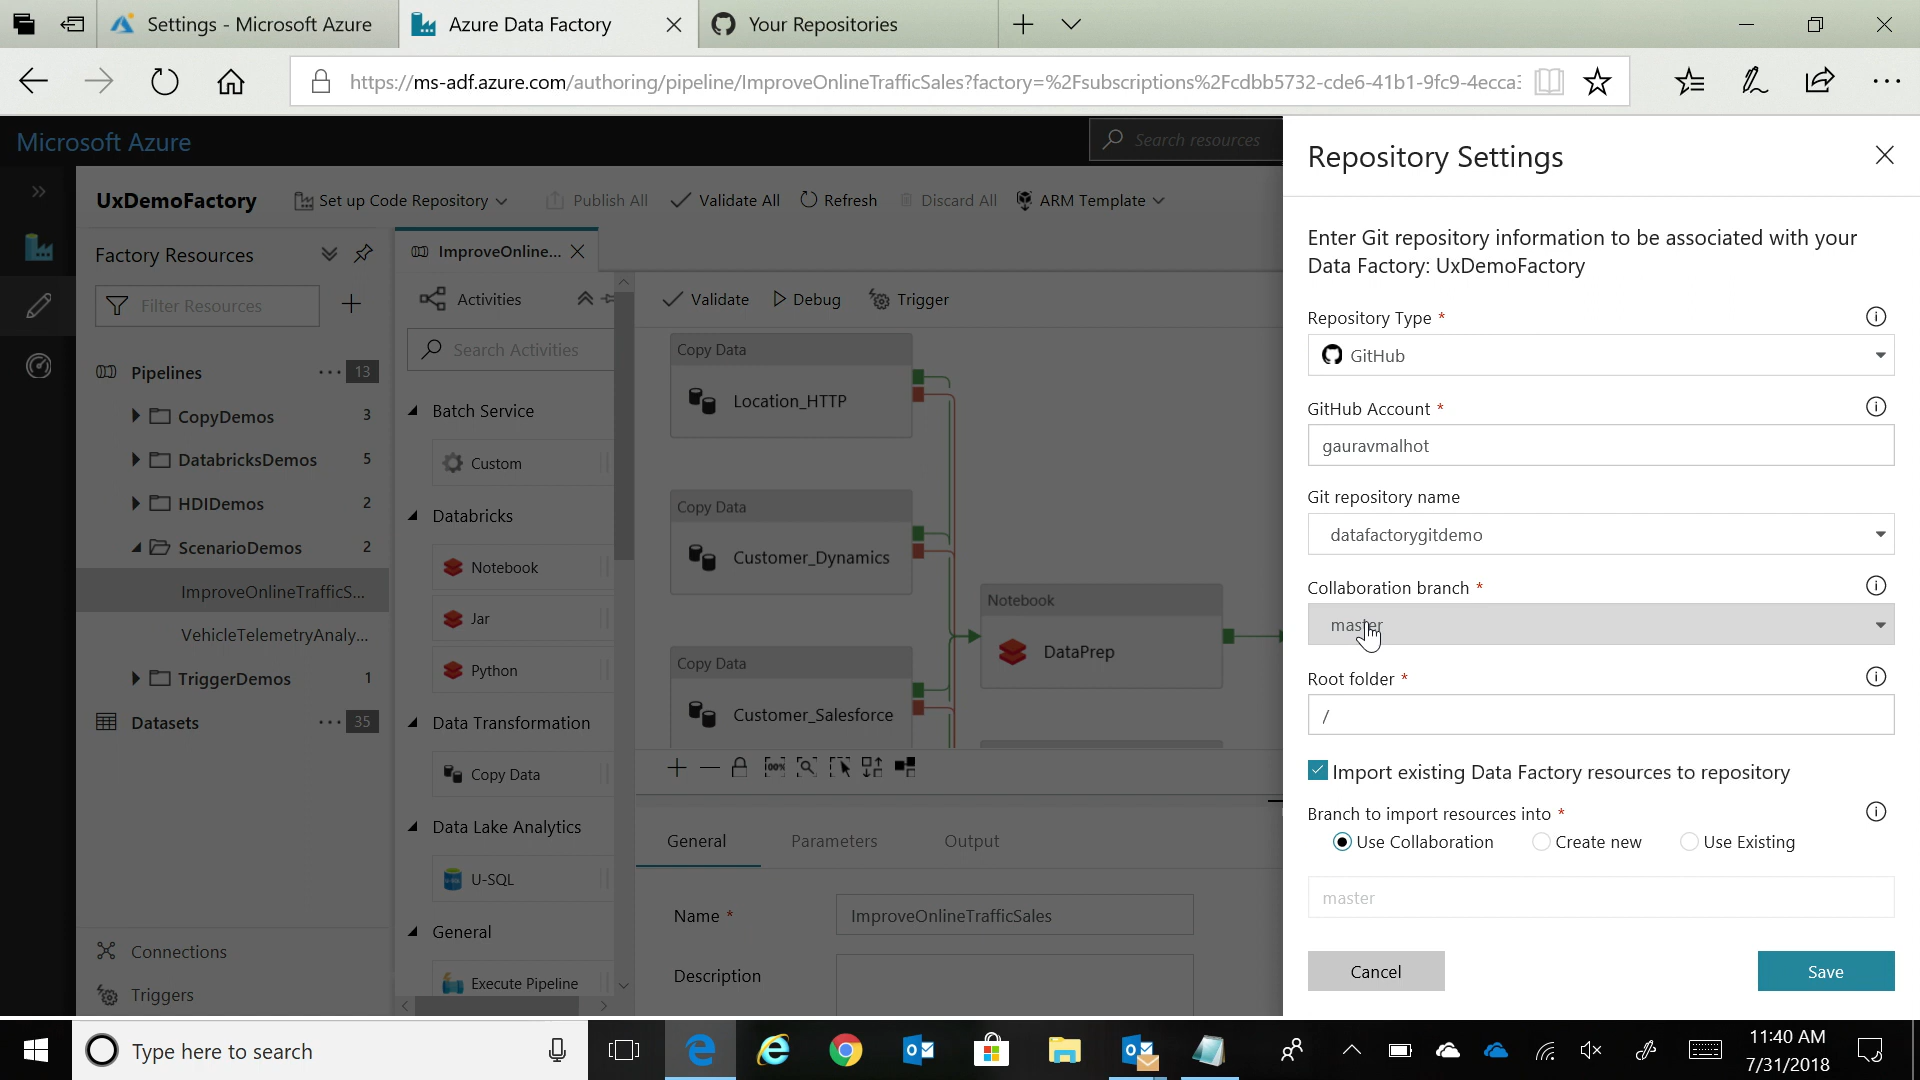 Settings - Microsoft Azure
Azure Data Factory
Your Repositories
https://ms-adf.azure.com/authoring/pipeline/ImproveOnlineTrafficSales?factory=%2Fsubscriptions%2Fcdbb5732-cde6-41b1-9fc9-4ecca3
Microsoft Azure
Search resources
UxDemoFactory
Set up Code Repository
Publish All
Validate All
Refresh
Discard All
ARM Template
Factory Resources
Filter Resources
Pipelines
13
CopyDemos
3
DatabricksDemos
5
HDIDemos
2
ScenarioDemos
2
ImproveOnlineTrafficS...
VehicleTelemetryAnaly...
TriggerDemos
1
Datasets
35
Connections
Triggers
ImproveOnline...
Activities
Search Activities
Batch Service
Custom
Databricks
Notebook
Jar
Python
Data Transformation
Copy Data
Data Lake Analytics
U-SQL
General
Execute Pipeline
Validate
Debug
Trigger
Copy Data
Location_HTTP
Copy Data
Customer_Dynamics
Copy Data
Customer_Salesforce
Notebook
DataPrep
100%
General
Parameters
Output
Name *
ImproveOnlineTrafficSales
Description
Repository Settings
Enter Git repository information to be associated with your
Data Factory: UxDemoFactory
Repository Type *
GitHub
GitHub Account *
gauravmalhot
Git repository name
datafactorygitdemo
Collaboration branch *
master
Root folder *
/
Import existing Data Factory resources to repository
Branch to import resources into *
Use Collaboration
Create new
Use Existing
master
Cancel
Save
Type here to search
11:40 AM
7/31/2018